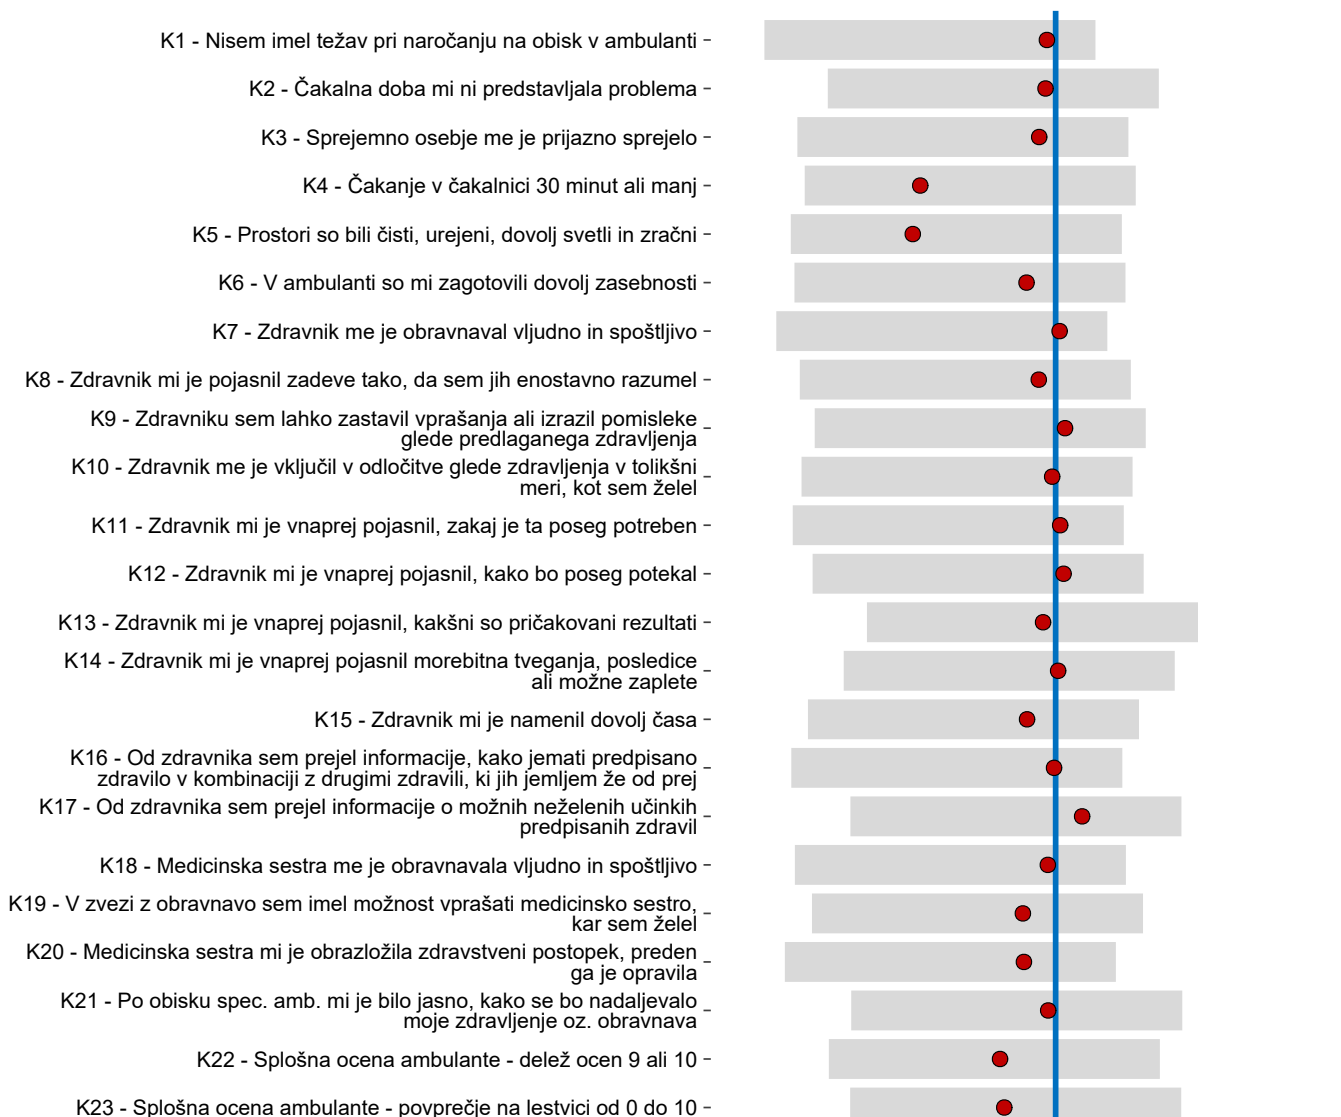 K1 - Nisem imel težav pri naročanju na obisk v ambulanti
K2 - Čakalna doba mi ni predstavljala problema
K3 - Sprejemno osebje me je prijazno sprejelo
K4 - Čakanje v čakalnici 30 minut ali manj
K5 - Prostori so bili čisti, urejeni, dovolj svetli in zračni
K6 - V ambulanti so mi zagotovili dovolj zasebnosti
K7 - Zdravnik me je obravnaval vljudno in spoštljivo
K8 - Zdravnik mi je pojasnil zadeve tako, da sem jih enostavno razumel
K9 - Zdravniku sem lahko zastavil vprašanja ali izrazil pomisleke
glede predlaganega zdravljenja
K10 - Zdravnik me je vključil v odločitve glede zdravljenja v tolikšni
meri, kot sem želel
K11 - Zdravnik mi je vnaprej pojasnil, zakaj je ta poseg potreben
K12 - Zdravnik mi je vnaprej pojasnil, kako bo poseg potekal
K13 - Zdravnik mi je vnaprej pojasnil, kakšni so pričakovani rezultati
K14 - Zdravnik mi je vnaprej pojasnil morebitna tveganja, posledice
ali možne zaplete
K15 - Zdravnik mi je namenil dovolj časa
K16 - Od zdravnika sem prejel informacije, kako jemati predpisano
zdravilo v kombinaciji z drugimi zdravili, ki jih jemljem že od prej
K17 - Od zdravnika sem prejel informacije o možnih neželenih učinkih
predpisanih zdravil
K18 - Medicinska sestra me je obravnavala vljudno in spoštljivo
K19 - V zvezi z obravnavo sem imel možnost vprašati medicinsko sestro,
kar sem želel
K20 - Medicinska sestra mi je obrazložila zdravstveni postopek, preden
ga je opravila
K21 - Po obisku spec. amb. mi je bilo jasno, kako se bo nadaljevalo
moje zdravljenje oz. obravnava
K22 - Splošna ocena ambulante - delež ocen 9 ali 10
K23 - Splošna ocena ambulante - povprečje na lestvici od 0 do 10